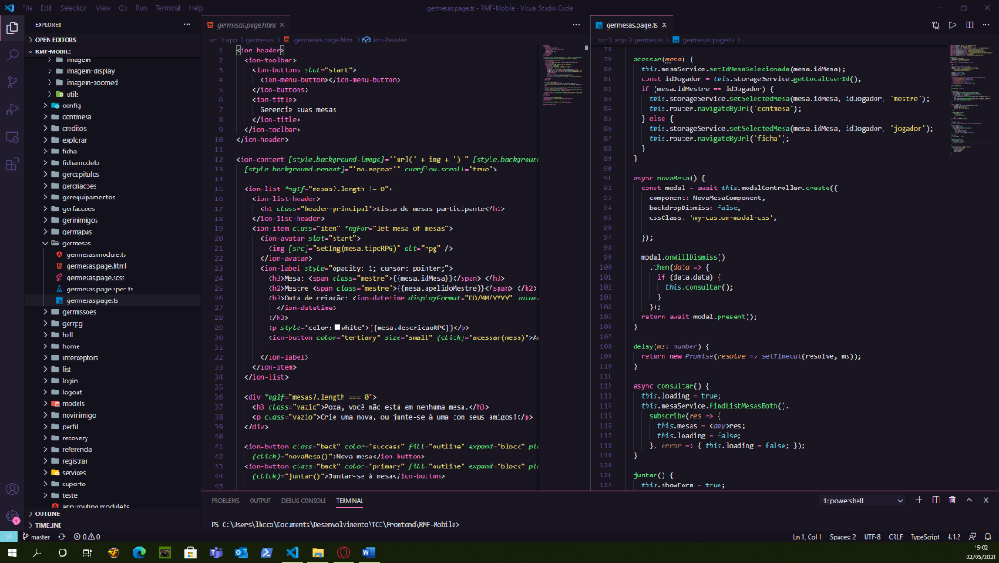 File Edit Selection View Go Run Terminal Help
germesas.page.ts - RMF-Mobile - Visual Studio Code
EXPLORER
OPEN EDITORS
RMF-MOBILE
imagem
imagem-display
imagem-zoomed
utils
config
contmesa
creditos
explorar
ficha
fichamodelo
gercapitulos
gercriacoes
gerequipamentos
gerfaccoes
gerinimigos
germapas
germesas
germesas.module.ts
germesas.page.html
germesas.page.scss
germesas.page.spec.ts
germesas.page.ts
germissoes
gerrpg
hall
home
interceptors
list
login
logout
models
novinimigo
perfil
recovery
referencia
registrar
services
suporte
teste
app-routing.module.ts
OUTLINE
TIMELINE
germesas.page.html
src > app > germesas > germesas.page.html > ion-header
1 <ion-header>
2 <ion-toolbar>
3 <ion-buttons slot="start">
4 <ion-menu-button></ion-menu-button>
5 </ion-buttons>
6 <ion-title>
7 Gerencie suas mesas
8 </ion-title>
9 </ion-toolbar>
10 </ion-header>
11
12 <ion-content [style.background-image]="'url(' + img + ')'" [style.backgroun
13 [style.background-repeat]="'no-repeat'" overflow-scroll="true">
14
15 <ion-list *ngIf="mesas?.length != 0">
16 <ion-list-header>
17 <h1 class="header-principal">Lista de mesas participante</h1>
18 </ion-list-header>
19 <ion-item class="item" *ngFor="let mesa of mesas">
20 <ion-avatar slot="start">
21 <img [src]="setImg(mesa.tipoRPG)" alt="rpg" />
22 </ion-avatar>
23 <ion-label style="opacity: 1; cursor: pointer;">
24 <h3>Mesa: <span class="mestre">{{mesa.idMesa}}</span> </h3>
25 <h2>Mestre <span class="mestre">{{mesa.apelidoMestre}}</span> </h2>
26 <h3>Data de criação: <ion-datetime displayFormat="DD/MM/YYYY" value=
27 </ion-datetime>
28 </h3>
29 <p style="color:white">{{mesa.descricaoRPG}}</p>
30 <ion-button color="tertiary" size="small" (click)="acessar(mesa)">Ac
31
32 </ion-label>
33 </ion-item>
34 </ion-list>
35
36 <div *ngIf="mesas?.length === 0">
37 <h3 class="vazio">Poxa, você não está em nenhuma mesa.</h3>
38 <p class="vazio">Crie uma nova, ou junte-se à uma com seus amigos!</p>
39 </div>
40
41 <ion-button class="back" color="success" fill="outline" expand="block" pl
42 (click)="novaMesa()">Nova mesa</ion-button>
43 <ion-button class="back" color="primary" fill="outline" expand="block" pl
44 (click)="juntar()">Juntar-se à mesa</ion-button>
45
germesas.page.ts
src > app > germesas > germesas.page.ts > ...
78
79 acessar(mesa) {
80 this.mesaService.setIdMesaSelecionada(mesa.idMesa);
81 const idJogador = this.storageService.getLocalUserId();
82 if (mesa.idMestre == idJogador) {
83 this.storageService.setSelectedMesa(mesa.idMesa, idJogador, 'mestre');
84 this.router.navigateByUrl('contmesa');
85 } else {
86 this.storageService.setSelectedMesa(mesa.idMesa, idJogador, 'jogador');
87 this.router.navigateByUrl('ficha');
88 }
89 }
90
91 async novaMesa() {
92 const modal = await this.modalController.create({
93 component: NovaMesaComponent,
94 backdropDismiss: false,
95 cssClass: 'my-custom-modal-css',
96
97 });
98
99 modal.onWillDismiss()
100 .then(data => {
101 if (data.data) {
102 this.consultar();
103 }
104 });
105 return await modal.present();
106 }
107
108 delay(ms: number) {
109 return new Promise(resolve => setTimeout(resolve, ms));
110 }
111
112 async consultar() {
113 this.loading = true;
114 this.mesaService.findListMesasBoth().
115 subscribe(res => {
116 this.mesas = <any>res;
117 this.loading = false;
118 }, error => { this.loading = false; });
119 }
120
121 juntar() {
122 this.showForm = true;
PROBLEMS OUTPUT DEBUG CONSOLE TERMINAL
1: powershell
PS C:\Users\lhcco\Documents\Desenvolvimento\TCC\Frontend\RMF-Mobile>
master 0 0
Ln 1, Col 1 Spaces: 2 UTF-8 CRLF TypeScript 4.1.2
15:02
02/05/2021